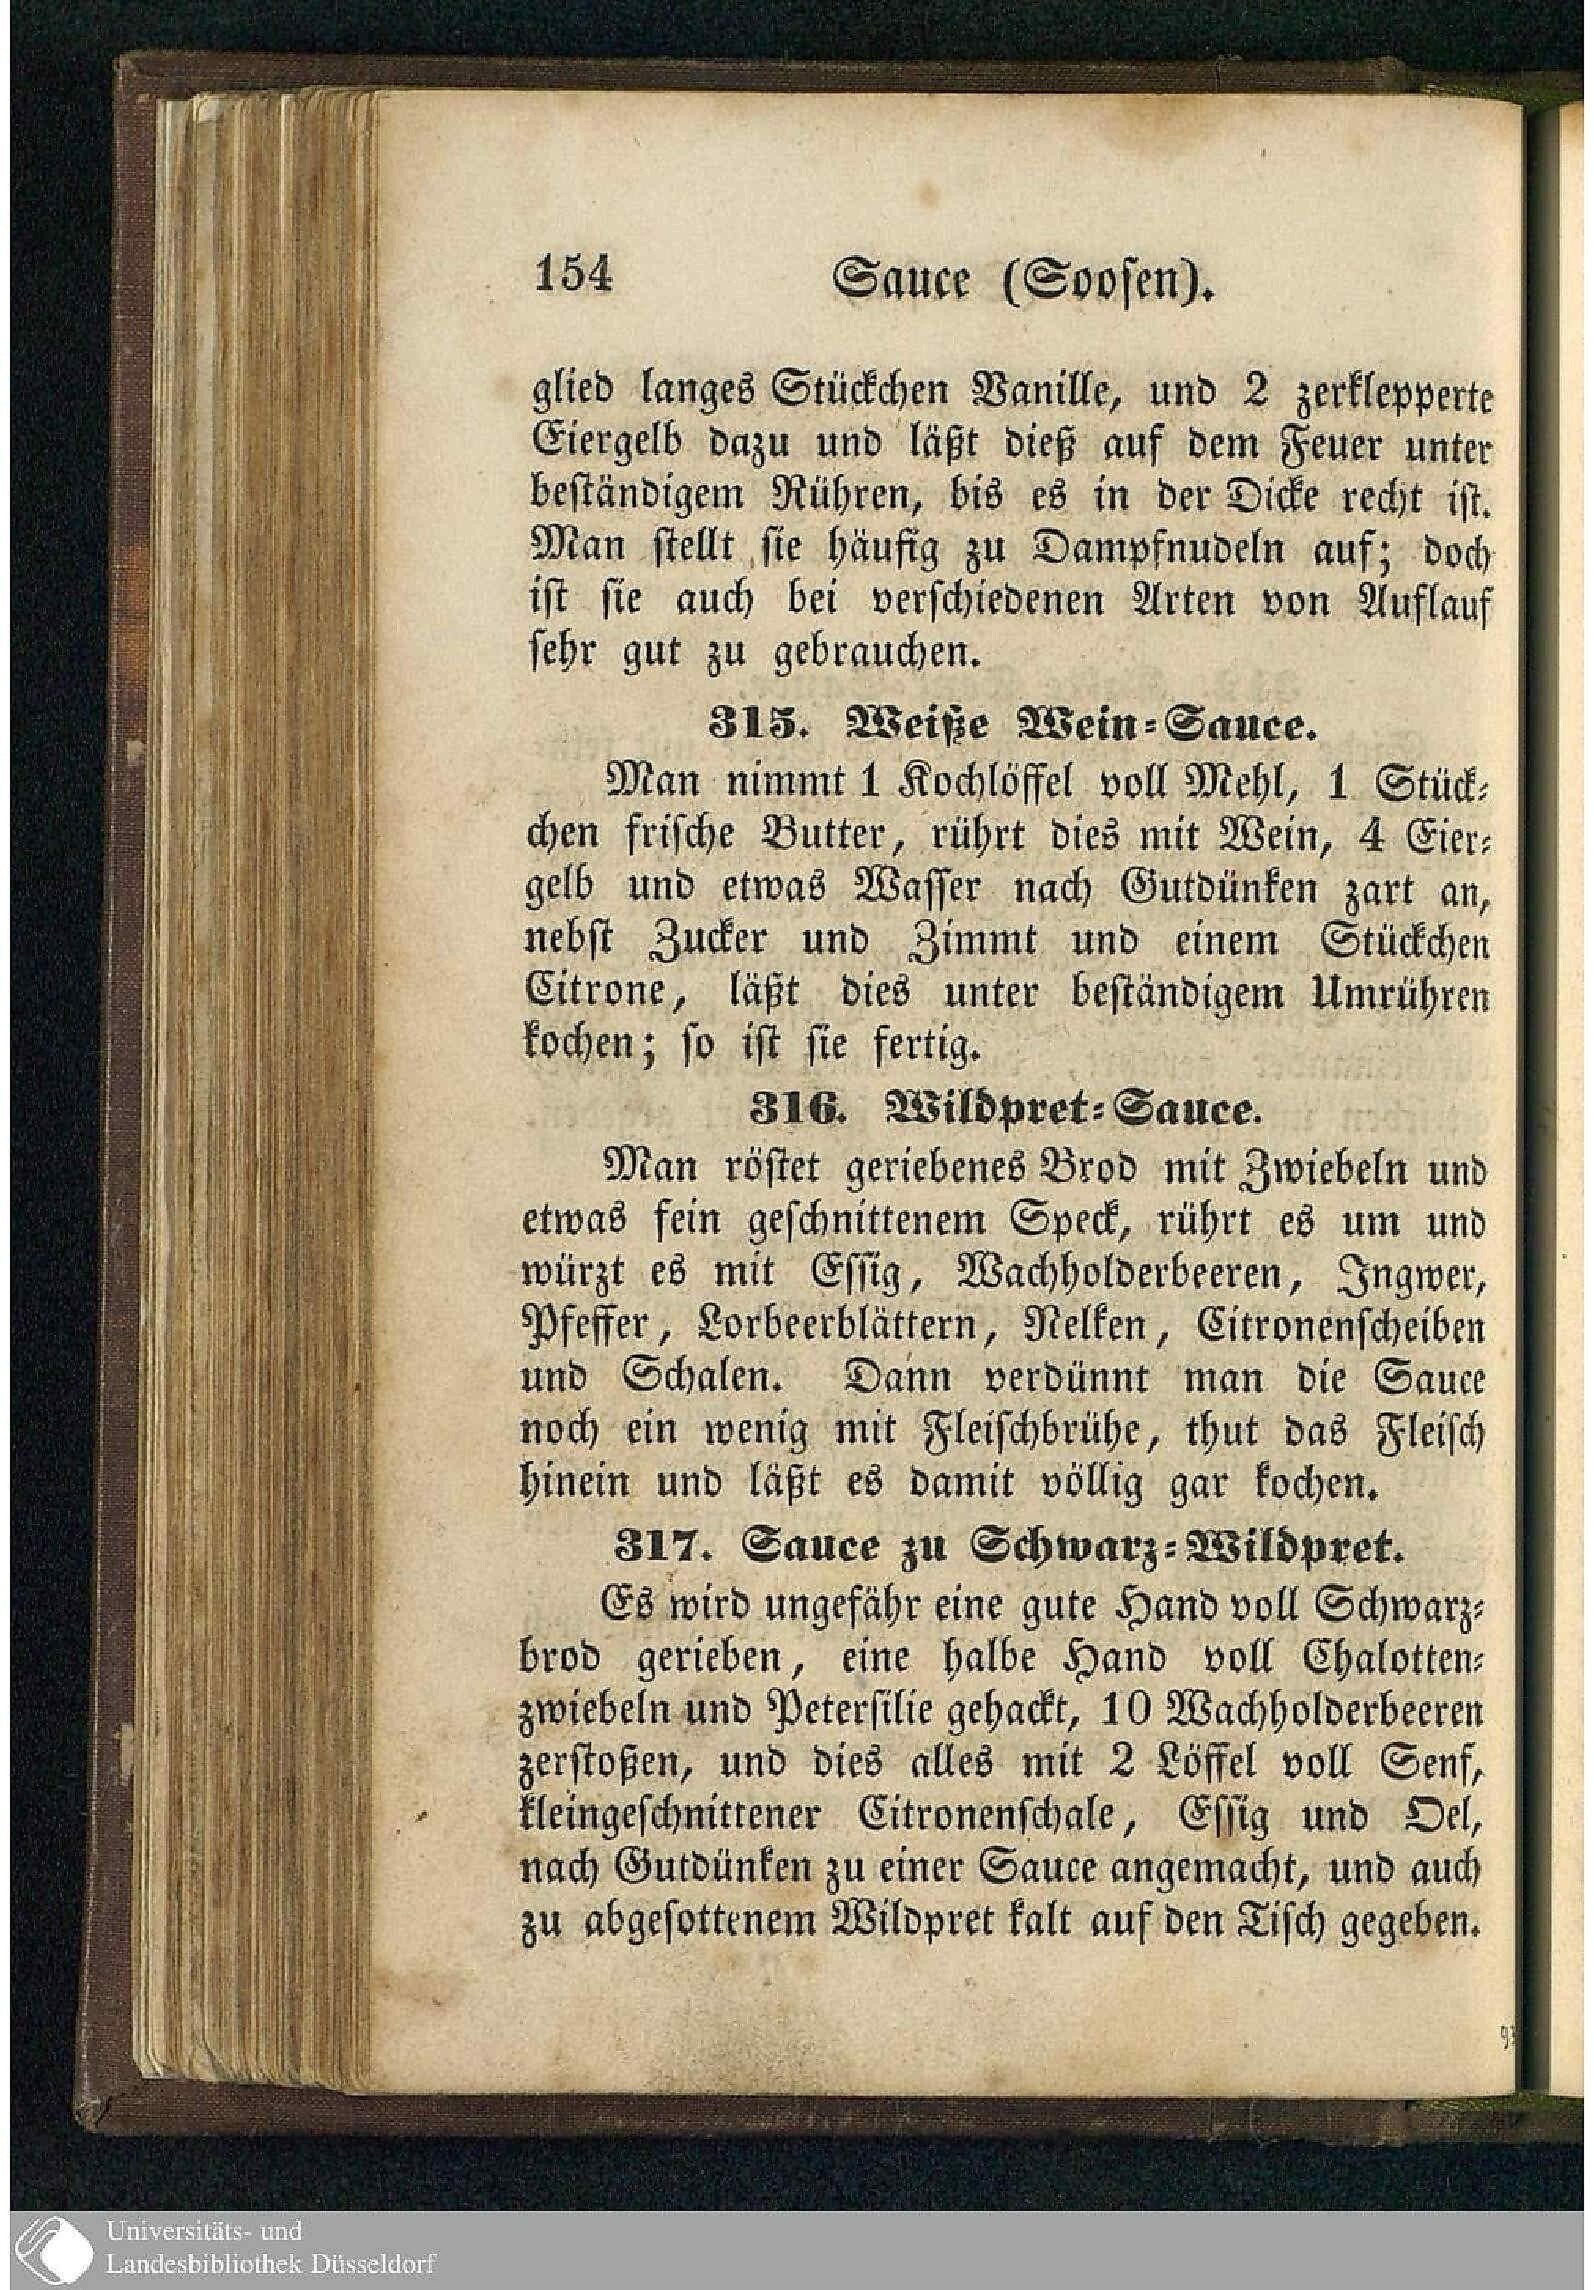 154 Sauce (Soosen).
glied langes Stückchen Vanille, und 2 zerklepperte
Eiergelb dazu und läßt dieß auf dem Feuer unter
beständigem Rühren, bis es in der Dicke recht ist.
Man stellt sie häufig zu Dampfnudeln auf; doch
ist sie auch bei verschiedenen Arten von Auflauf
sehr gut zu gebrauchen.
315. Weiße Wein-Sauce.
Man nimmt 1 Kochlöffel voll Mehl, 1 Stück-
chen frische Butter, rührt dies mit Wein, 4 Eier-
gelb und etwas Wasser nach Gutdünken zart an,
nebst Zucker und Zimmt und einem Stückchen
Citrone, läßt dies unter beständigem Umrühren
kochen; so ist sie fertig.
316. Wildpret-Sauce.
Man röstet geriebenes Brod mit Zwiebeln und
etwas fein geschnittenem Speck, rührt es um und
würzt es mit Essig, Wachholderbeeren, Ingwer,
Pfeffer, Lorbeerblättern, Nelken, Citronenscheiben
und Schalen. Dann verdünnt man die Sauce
noch ein wenig mit Fleischbrühe, thut das Fleisch
hinein und läßt es damit völlig gar kochen.
317. Sauce zu Schwarz-Wildpret.
Es wird ungefähr eine gute Hand voll Schwarz-
brod gerieben, eine halbe Hand voll Chalotten-
zwiebeln und Petersilie gehackt, 10 Wachholderbeeren
zerstoßen, und dies alles mit 2 Löffel voll Senf,
kleingeschnittener Citronenschale, Essig und Oel,
nach Gutdünken zu einer Sauce angemacht, und auch
zu abgesottenem Wildpret kalt auf den Tisch gegeben.
Universitäts- und
Landesbibliothek Düsseldorf